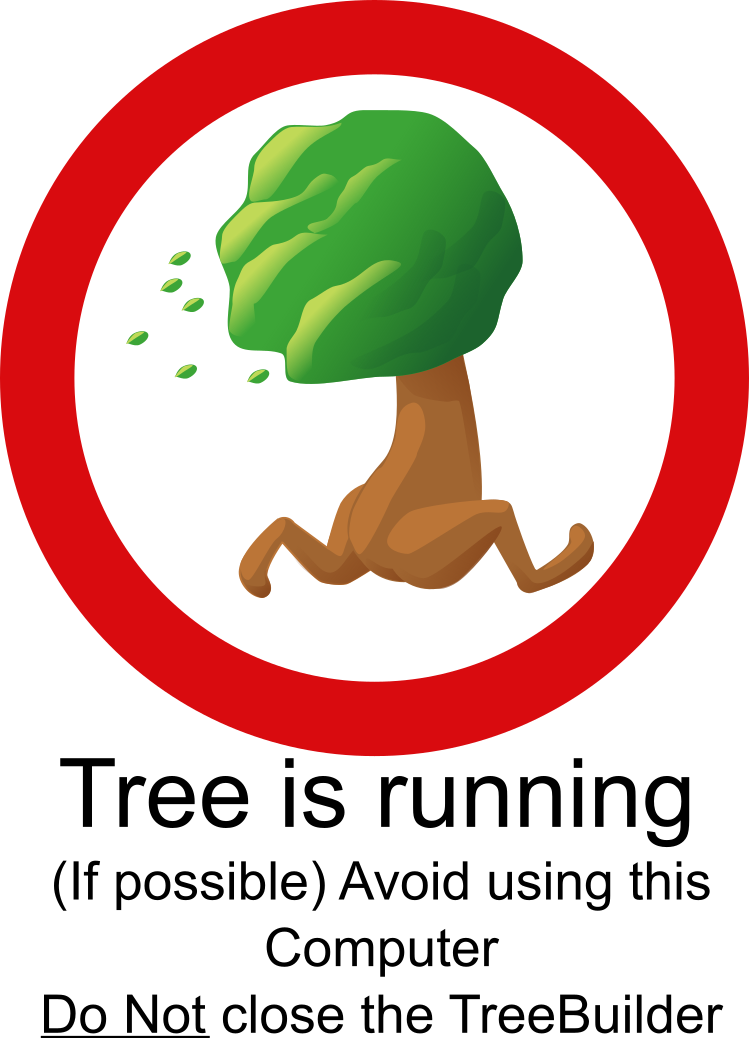 Tree is running
(If possible) Avoid using this
Computer
Do Not close the TreeBuilder